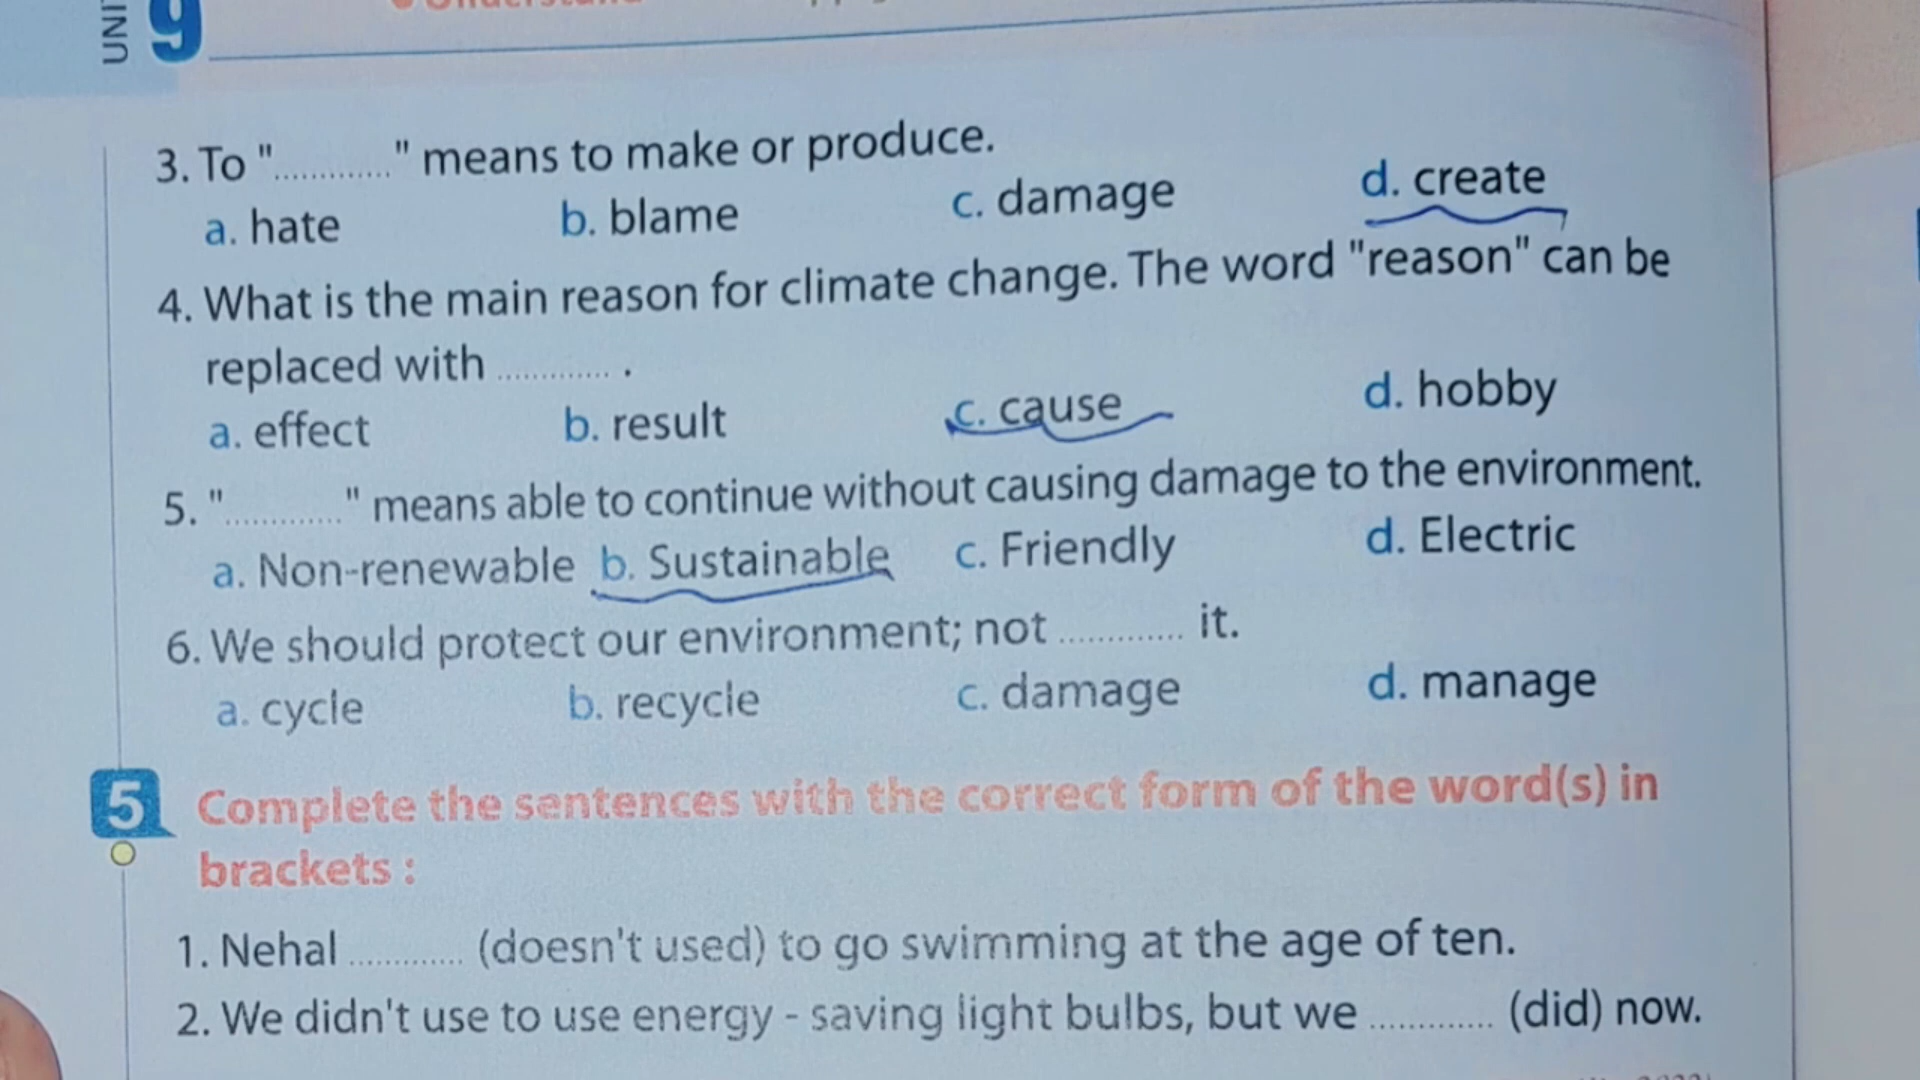 UNI 9
3. To "............" means to make or produce.
a. hate b. blame c. damage d. create
4. What is the main reason for climate change. The word "reason" can be
replaced with ............ .
a. effect b. result c. cause d. hobby
5. "............" means able to continue without causing damage to the environment.
a. Non-renewable b. Sustainable c. Friendly d. Electric
6. We should protect our environment; not ............ it.
a. cycle b. recycle c. damage d. manage
5 Complete the sentences with the correct form of the word(s) in
brackets :
1. Nehal ............ (doesn't used) to go swimming at the age of ten.
2. We didn't use to use energy - saving light bulbs, but we ............ (did) now.